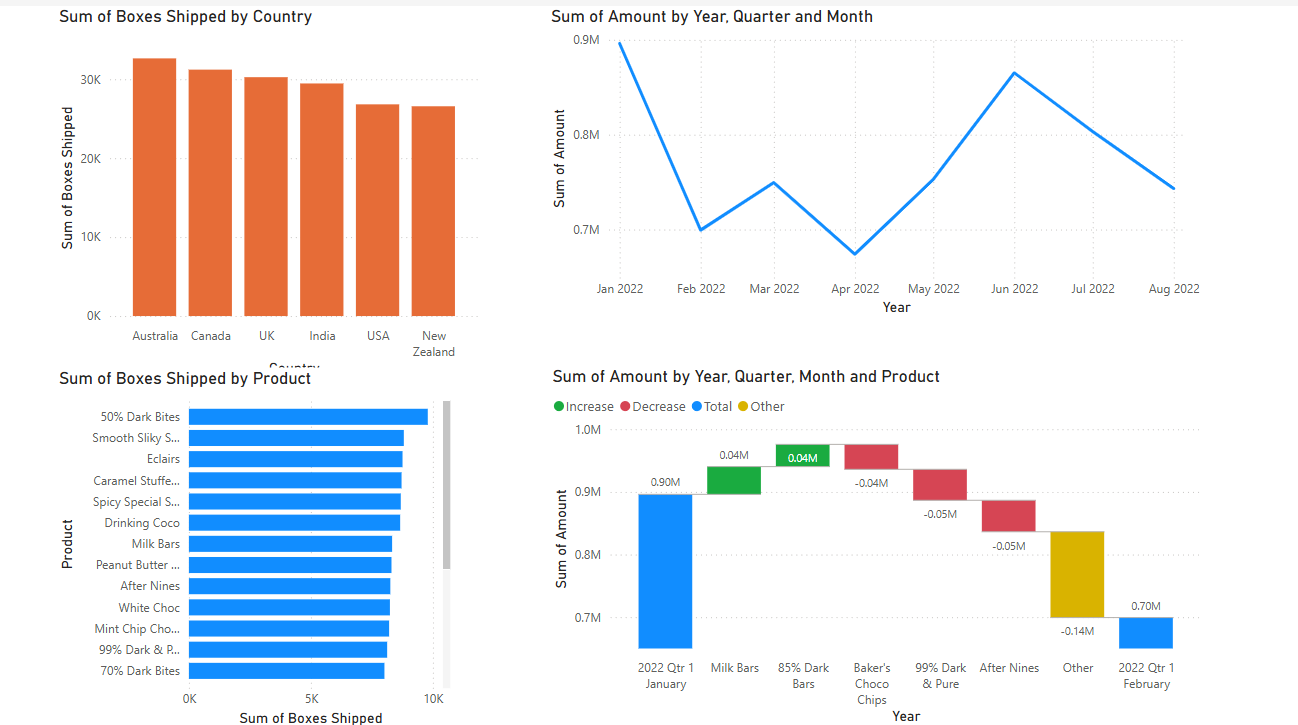 Sum of Boxes Shipped by Country
Sum of Boxes Shipped
30K
20K
10K
0K
Australia Canada UK India USA New Zealand
Country
Sum of Amount by Year, Quarter and Month
Sum of Amount
0.9M
0.8M
0.7M
Jan 2022 Feb 2022 Mar 2022 Apr 2022 May 2022 Jun 2022 Jul 2022 Aug 2022
Year
Sum of Boxes Shipped by Product
Product
50% Dark Bites
Smooth Sliky S...
Eclairs
Caramel Stuffe...
Spicy Special S...
Drinking Coco
Milk Bars
Peanut Butter ...
After Nines
White Choc
Mint Chip Cho...
99% Dark & P...
70% Dark Bites
0K 5K 10K
Sum of Boxes Shipped
Sum of Amount by Year, Quarter, Month and Product
Increase Decrease Total Other
Sum of Amount
1.0M
0.9M
0.8M
0.7M
0.90M
0.04M
0.04M
-0.04M
-0.05M
-0.05M
-0.14M
0.70M
2022 Qtr 1 Milk Bars 85% Dark Baker's 99% Dark After Nines Other 2022 Qtr 1
January Bars Choco & Pure February
Chips
Year